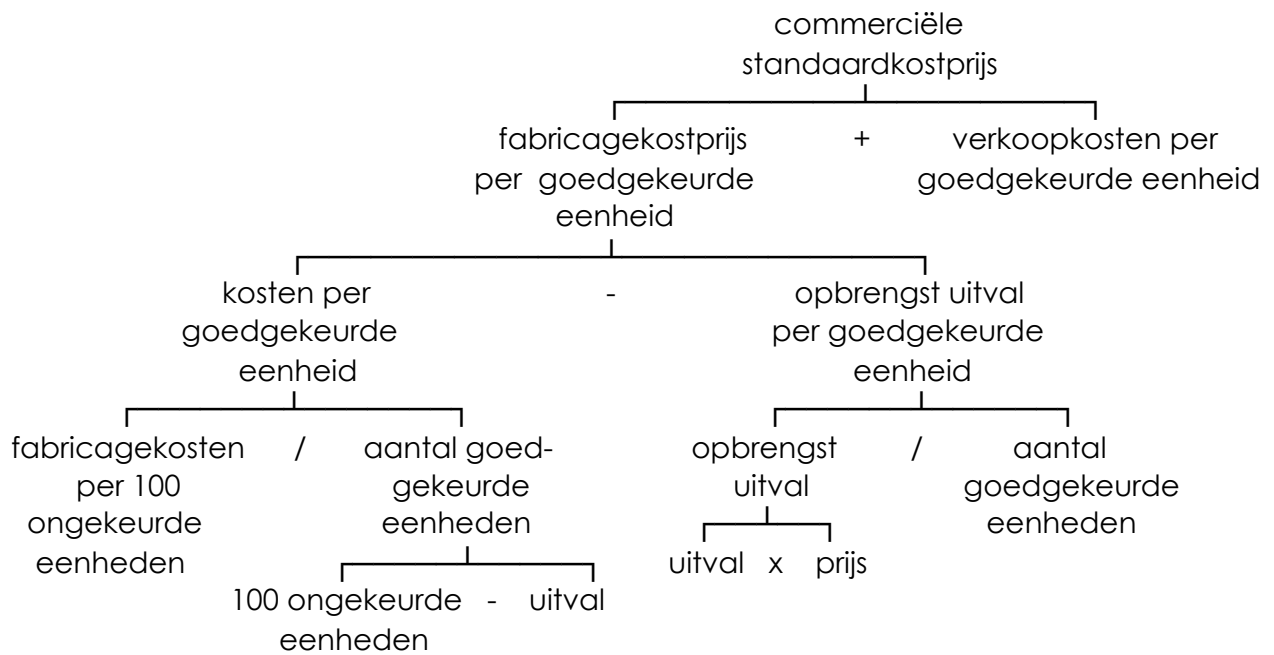 commerciële
standaardkostprijs
fabricagekostprijs + verkoopkosten per
per goedgekeurde goedgekeurde eenheid
eenheid
kosten per - opbrengst uitval
goedgekeurde per goedgekeurde
eenheid eenheid
fabricagekosten / aantal goed- opbrengst / aantal
per 100 gekeurde uitval goedgekeurde
ongekeurde eenheden eenheden
eenheden uitval x prijs
100 ongekeurde - uitval
eenheden